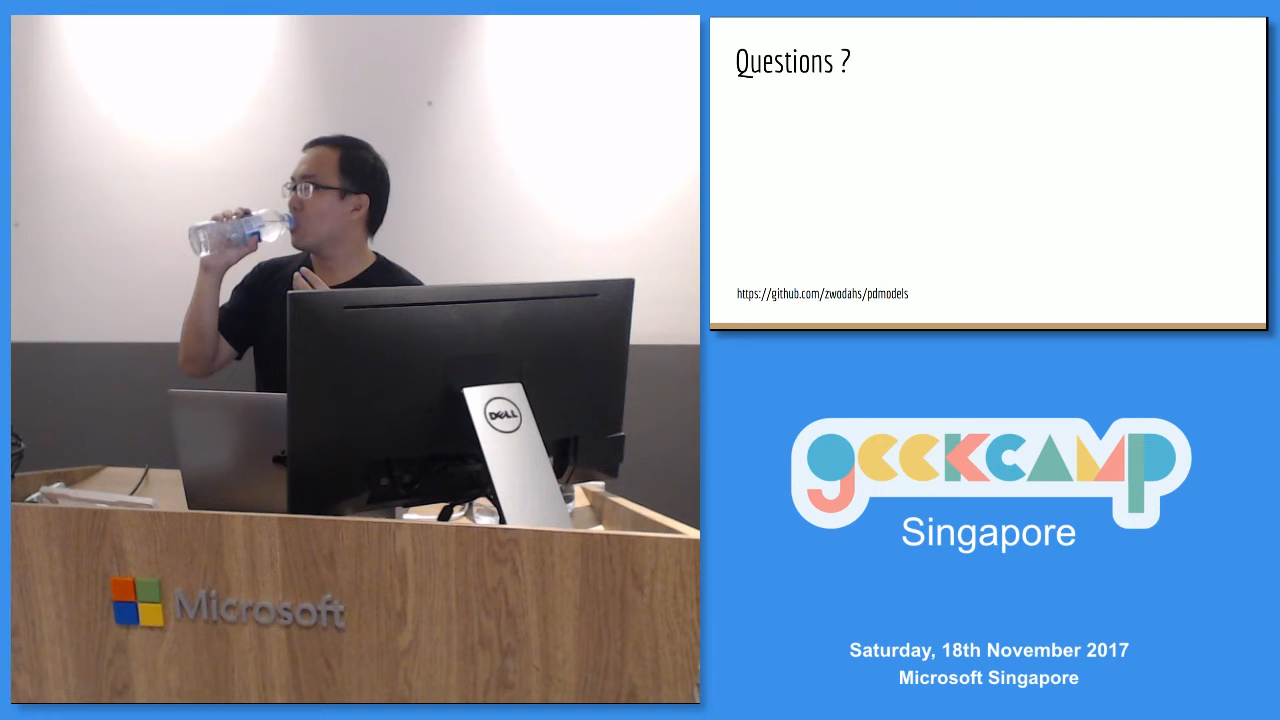 Questions ?
https://github.com/zwodahs/pdmodels
DELL
Microsoft
geekcamp
Singapore
Saturday, 18th November 2017
Microsoft Singapore